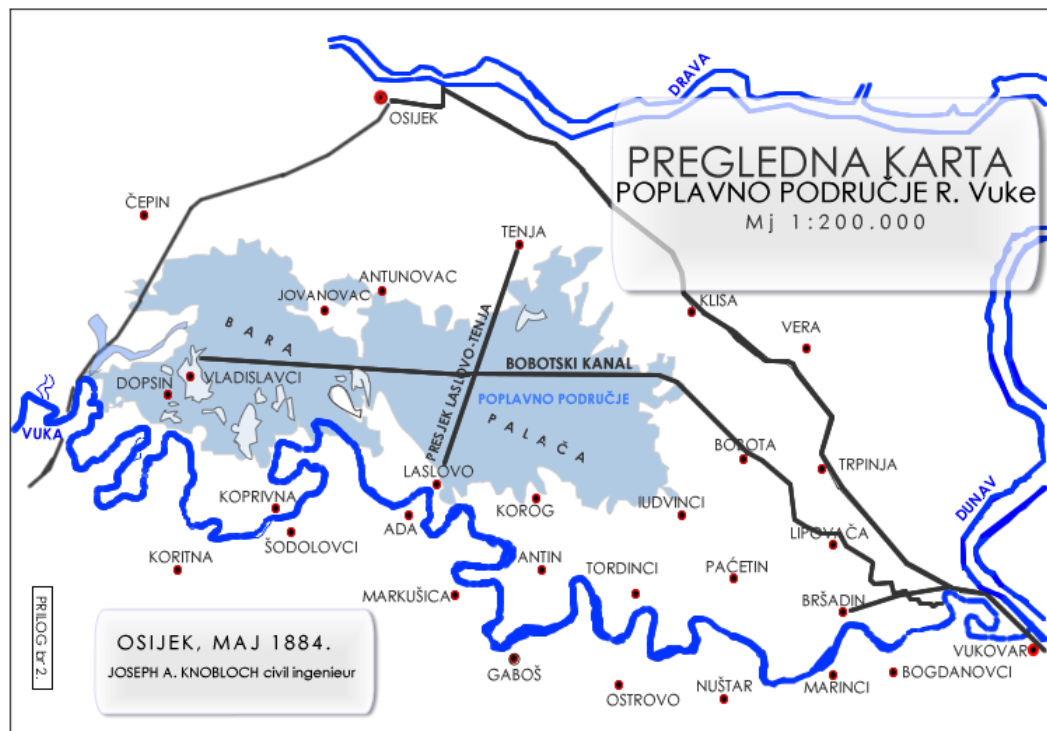 DRAVA
OSIJEK
PREGLEDNA KARTA
POPLAVNO PODRUČJE R. Vuke
Mj 1:200.000
ČEPIN
TENJA
ANTUNOVAC
JOVANOVAC
KLISA
VERA
BARA
PRESJEK LASLOVO-TENJA
BOBOTSKI KANAL
DOPSIN
VLADISLAVCI
POPLAVNO PODRUČJE
PALAČA
VUKA
BOBOTA
TRPINJA
LASLOVO
KOPRIVNA
KOROG
IUDVINCI
DUNAV
ADA
ŠODOLOVCI
LIPOVAČA
KORITNA
ANTIN
TORDINCI
PAĆETIN
MARKUŠICA
BRŠADIN
PRILOG br 2.
OSIJEK, MAJ 1884.
JOSEPH A. KNOBLOCH civil ingenieur
VUKOVAR
GABOŠ
OSTROVO
NUŠTAR
MARINCI
BOGDANOVCI